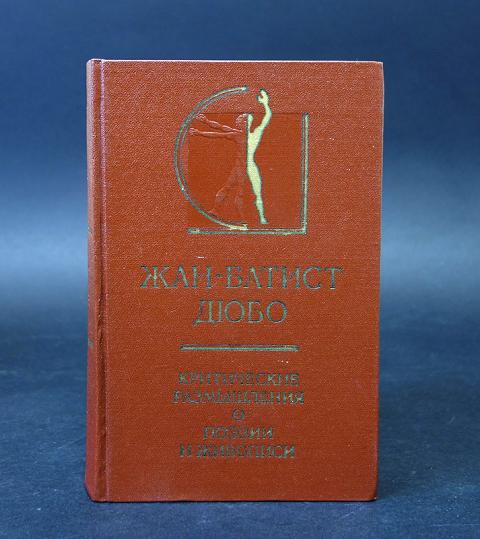 ЖАН-БАТИСТ
ДЮБО
КРИТИЧЕСКИЕ
РАЗМЫШЛЕНИЯ
О
ПОЭЗИИ
И ЖИВОПИСИ